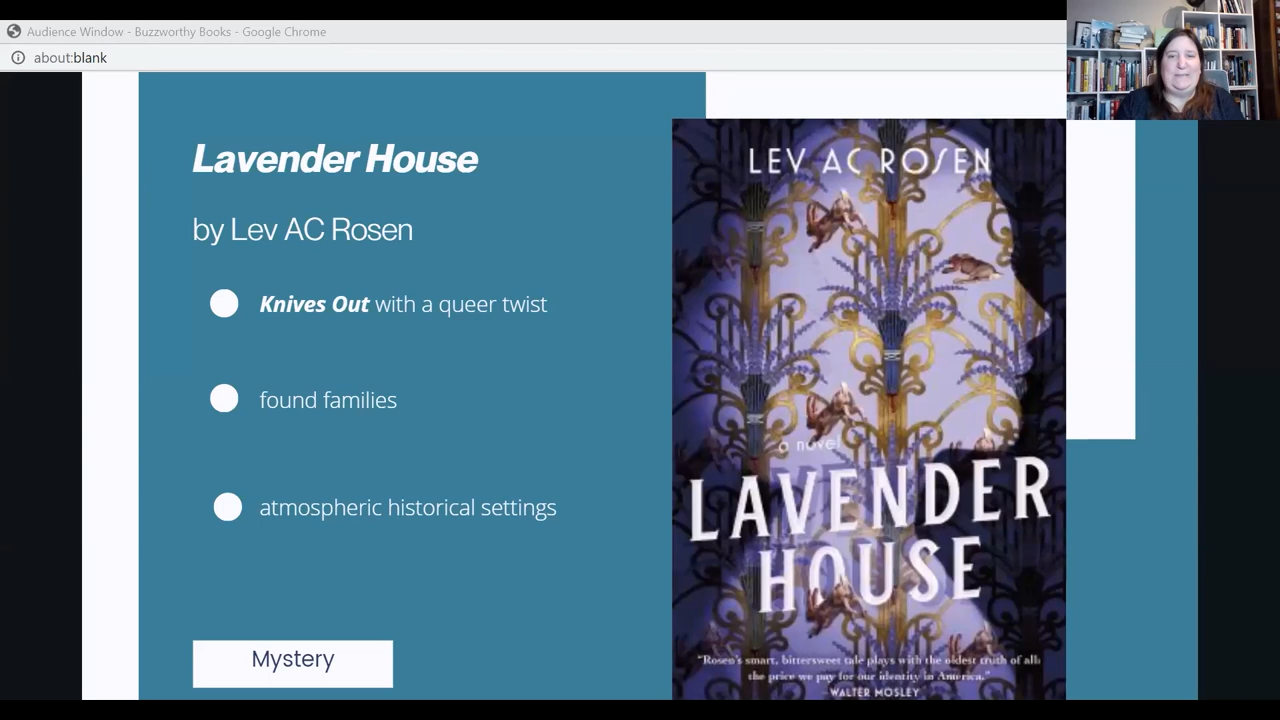 Audience Window - Buzzworthy Books - Google Chrome
about:blank
Lavender House
by Lev AC Rosen
Knives Out with a queer twist
found families
atmospheric historical settings
Mystery
LEV AC ROSEN
a novel
LAVENDER
HOUSE
"Rosen's smart, bittersweet tale plays with the oldest truth of all:
the price we pay for our identity in America."
—WALTER MOSLEY